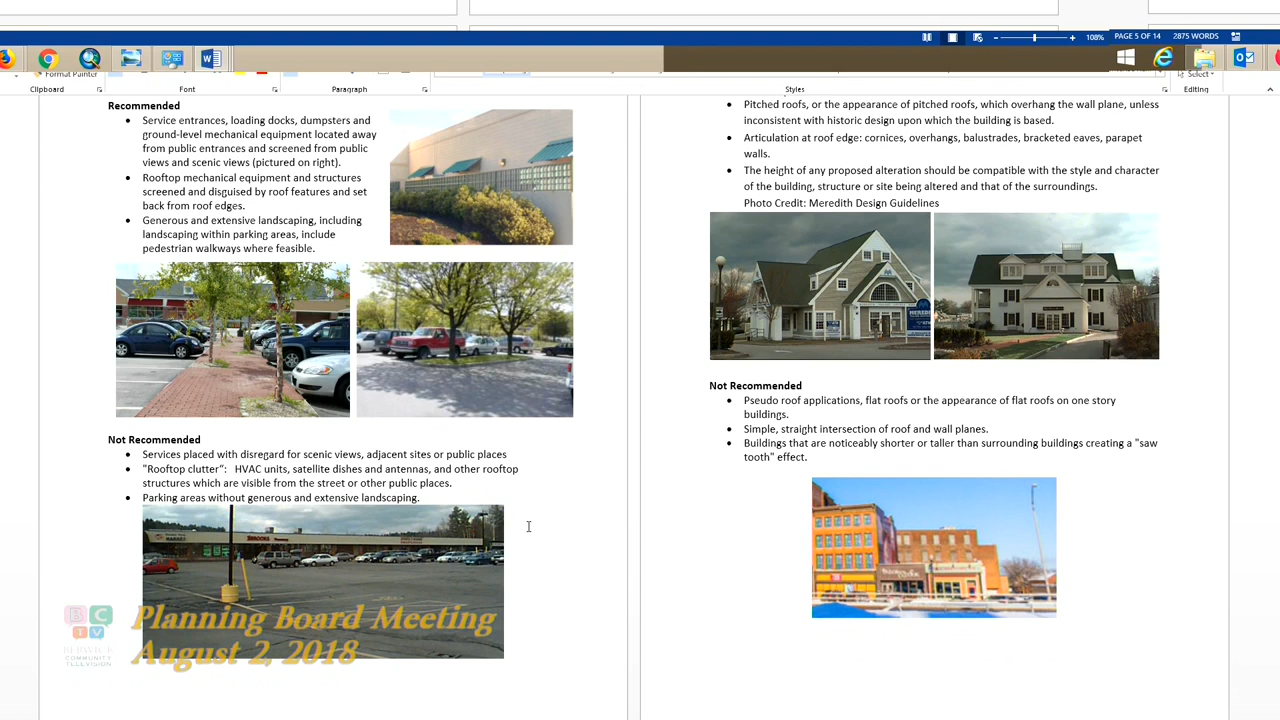 108%
PAGE 5 OF 14
2875 WORDS
Format Painter
Select
Clipboard
Font
Paragraph
Styles
Editing
Recommended
• Service entrances, loading docks, dumpsters and
ground-level mechanical equipment located away
from public entrances and screened from public
views and scenic views (pictured on right).
• Rooftop mechanical equipment and structures
screened and disguised by roof features and set
back from roof edges.
• Generous and extensive landscaping, including
landscaping within parking areas, include
pedestrian walkways where feasible.
Not Recommended
• Services placed with disregard for scenic views, adjacent sites or public places
• "Rooftop clutter": HVAC units, satellite dishes and antennas, and other rooftop
structures which are visible from the street or other public places.
• Parking areas without generous and extensive landscaping.
BROOKS
BCTV
BERWICK
COMMUNITY
TELEVISION
Planning Board Meeting
August 2, 2018
• Pitched roofs, or the appearance of pitched roofs, which overhang the wall plane, unless
inconsistent with historic design upon which the building is based.
• Articulation at roof edge: cornices, overhangs, balustrades, bracketed eaves, parapet
walls.
• The height of any proposed alteration should be compatible with the style and character
of the building, structure or site being altered and that of the surroundings.
Photo Credit: Meredith Design Guidelines
Not Recommended
• Pseudo roof applications, flat roofs or the appearance of flat roofs on one story
buildings.
• Simple, straight intersection of roof and wall planes.
• Buildings that are noticeably shorter or taller than surrounding buildings creating a "saw
tooth" effect.